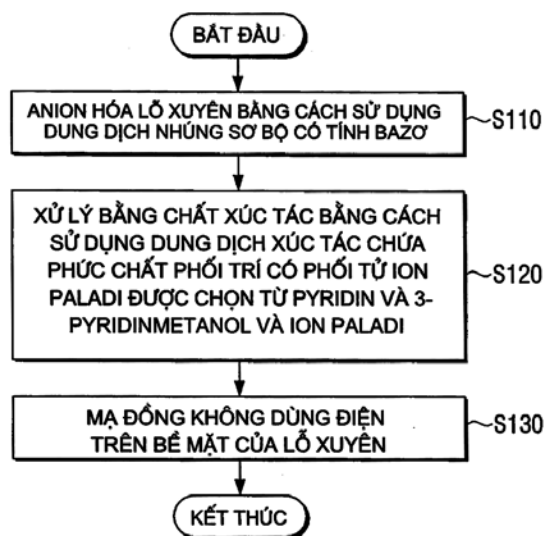 BẮT ĐẦU
ANION HÓA LỖ XUYÊN BẰNG CÁCH SỬ DỤNG
DUNG DỊCH NHÚNG SƠ BỘ CÓ TÍNH BAZƠ
S110
XỬ LÝ BẰNG CHẤT XÚC TÁC BẰNG CÁCH
SỬ DỤNG DUNG DỊCH XÚC TÁC CHỨA
PHỨC CHẤT PHỐI TRÍ CÓ PHỐI TỬ ION
PALADI ĐƯỢC CHỌN TỪ PYRIDIN VÀ 3-
PYRIDINMETANOL VÀ ION PALADI
S120
MẠ ĐỒNG KHÔNG DÙNG ĐIỆN
TRÊN BỀ MẶT CỦA LỖ XUYÊN
S130
KẾT THÚC